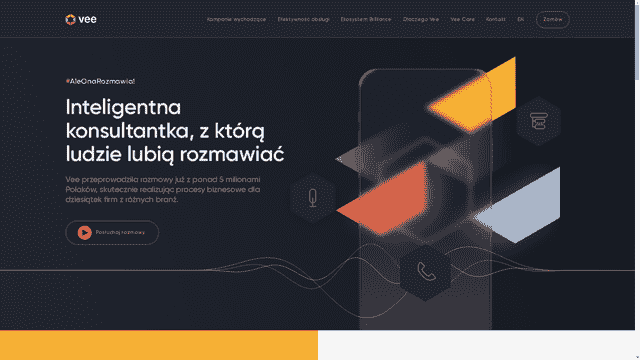 vee
Kampanie wychodzące Efektywność obsługi Ekosystem Brilliance Dlaczego Vee Vee Care Kontakt EN Zamów
#AleOnaRozmawia!
Inteligentna
konsultantka, z którą
ludzie lubią rozmawiać
Vee przeprowadziła rozmowy już z ponad 5 milionami
Polaków, skutecznie realizując procesy biznesowe dla
dziesiątek firm z różnych branż.
Posłuchaj rozmowy